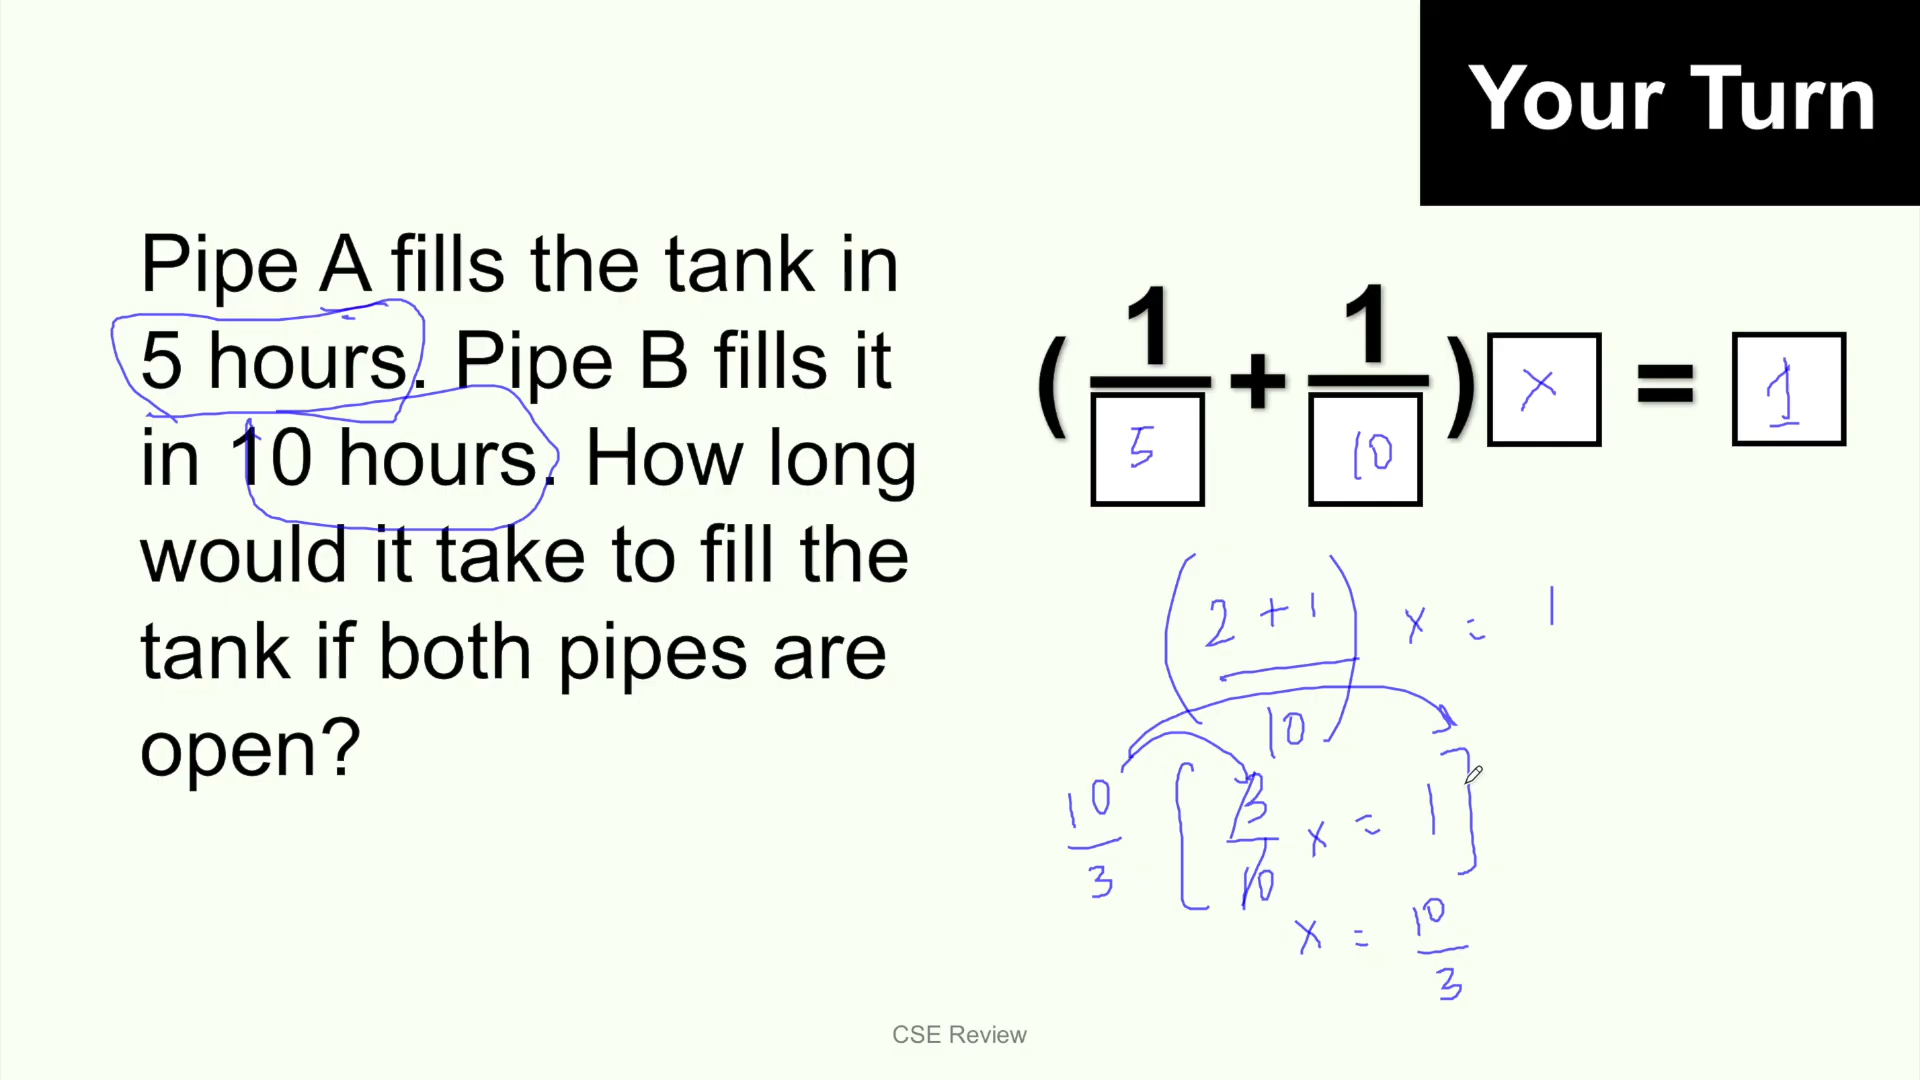 Your Turn
Pipe A fills the tank in
5 hours. Pipe B fills it
in 10 hours. How long
would it take to fill the
tank if both pipes are
open?
( 1/5 + 1/10 ) x = 1
( 2 + 1 / 10 ) x = 1
10/3 [ 3/10 x = 1 ]
x = 10/3
CSE Review